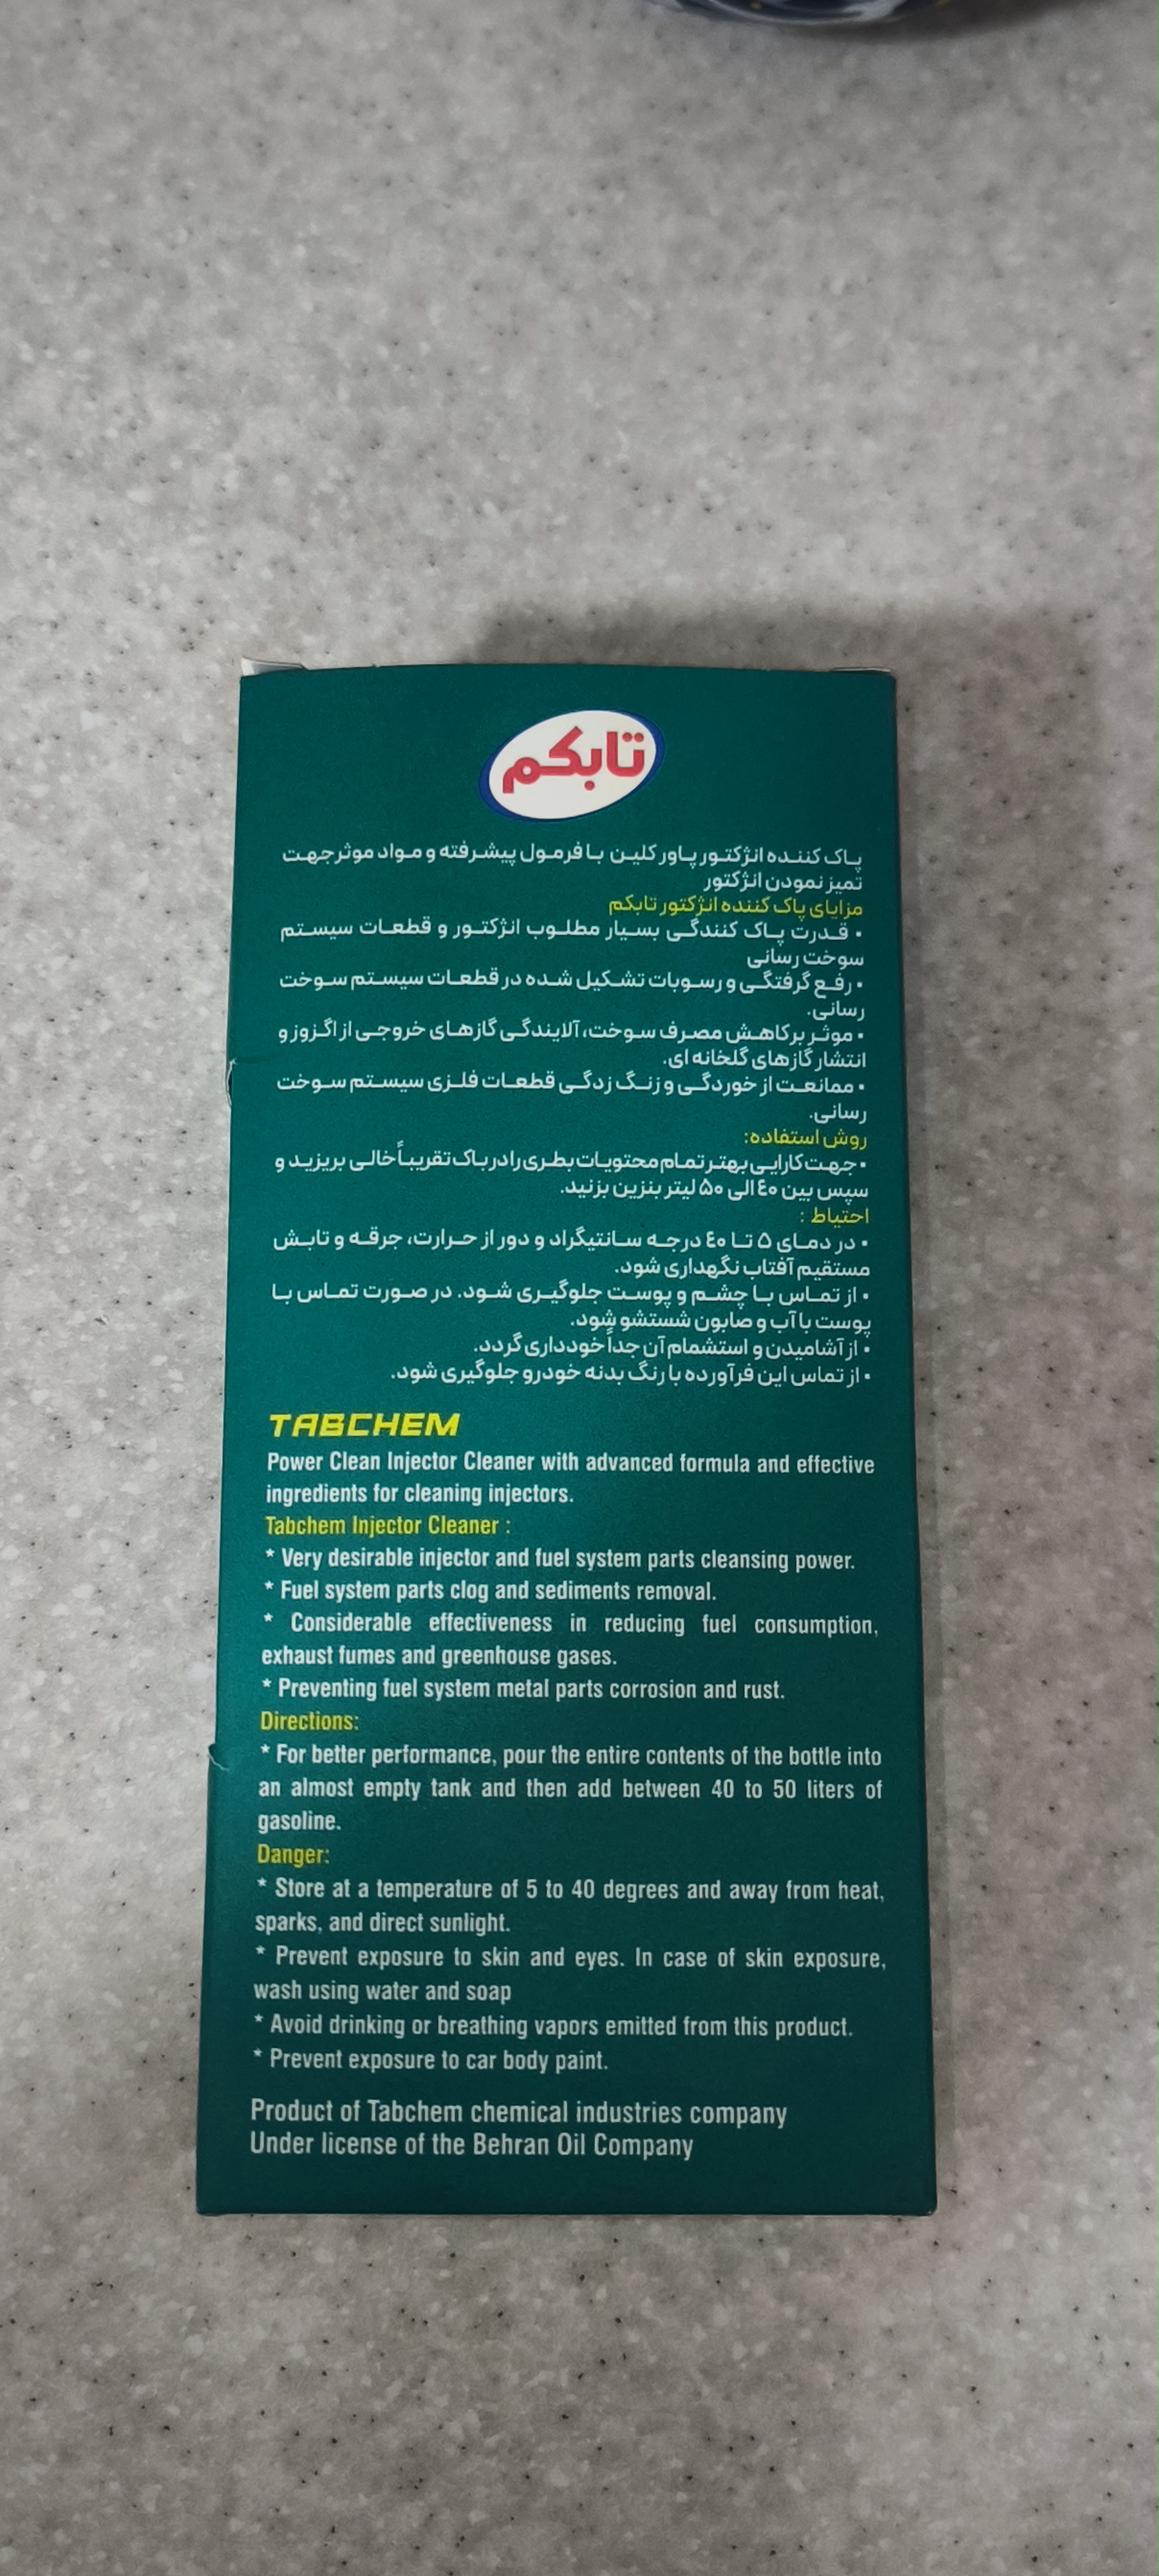 تابکم
پاک کننده انژکتور پاور کلین با فرمول پیشرفته و مواد موثر جهت
تمیز نمودن انژکتور
مزایای پاک کننده انژکتور تابکم
• قدرت پاک کنندگی بسیار مطلوب انژکتور و قطعات سیستم
سوخت رسانی
• رفع گرفتگی و رسوبات تشکیل شده در قطعات سیستم سوخت
رسانی.
• موثر بر کاهش مصرف سوخت، آلایندگی گازهای خروجی از اگزوز و
انتشار گازهای گلخانه ای.
• ممانعت از خوردگی و زنگ زدگی قطعات فلزی سیستم سوخت
رسانی.
روش استفاده:
• جهت کارایی بهتر تمام محتویات بطری را در باک تقریباً خالی بریزید و
سپس بین ۴۰ الی ۵۰ لیتر بنزین بزنید.
احتیاط :
• در دمای ۵ تا ۴۰ درجه سانتیگراد و دور از حرارت، جرقه و تابش
مستقیم آفتاب نگهداری شود.
• از تماس با چشم و پوست جلوگیری شود. در صورت تماس با
پوست با آب و صابون شستشو شود.
• از آشامیدن و استشمام آن جداً خودداری گردد.
• از تماس این فرآورده با رنگ بدنه خودرو جلوگیری شود.
TABCHEM
Power Clean Injector Cleaner with advanced formula and effective
ingredients for cleaning injectors.
Tabchem Injector Cleaner :
* Very desirable injector and fuel system parts cleansing power.
* Fuel system parts clog and sediments removal.
* Considerable effectiveness in reducing fuel consumption,
exhaust fumes and greenhouse gases.
* Preventing fuel system metal parts corrosion and rust.
Directions:
* For better performance, pour the entire contents of the bottle into
an almost empty tank and then add between 40 to 50 liters of
gasoline.
Danger:
* Store at a temperature of 5 to 40 degrees and away from heat,
sparks, and direct sunlight.
* Prevent exposure to skin and eyes. In case of skin exposure,
wash using water and soap
* Avoid drinking or breathing vapors emitted from this product.
* Prevent exposure to car body paint.
Product of Tabchem chemical industries company
Under license of the Behran Oil Company